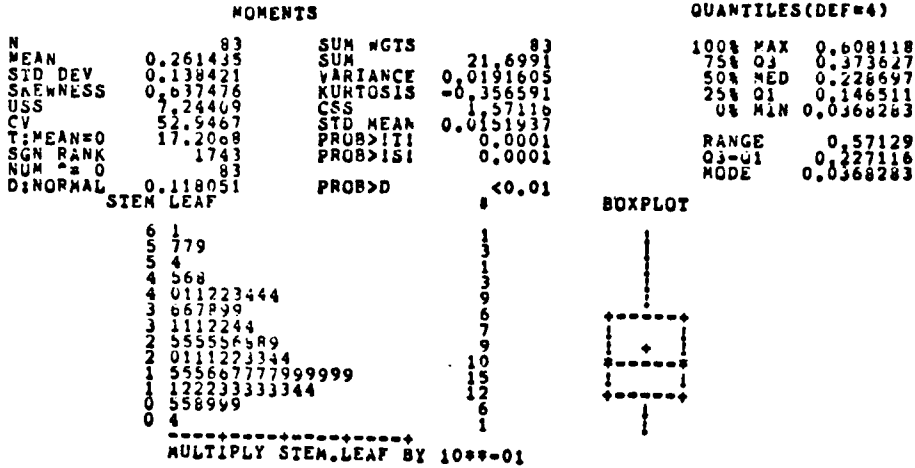 MOMENTS QUANTILES(DEF=4)
N 83 SUM WGTS 83 100% MAX 0.608118
MEAN 0.261435 SUM 21.6991 75% Q3 0.373627
STD DEV 0.138421 VARIANCE 0.0191605 50% MED 0.228697
SKEWNESS 0.637476 KURTOSIS -0.356591 25% Q1 0.146511
USS 7.24409 CSS 1.57116 0% MIN 0.0368283
CV 52.9467 STD MEAN 0.0151937
T:MEAN=0 17.2068 PROB>|T| 0.0001 RANGE 0.57129
SGN RANK 1743 PROB>|S| 0.0001 Q3-Q1 0.227116
NUM ^= 0 83 MODE 0.0368283
D:NORMAL 0.118051 PROB>D <0.01
STEM LEAF # BOXPLOT
6 1 1
5 779 3
5 4 1
4 568 3
4 011223444 9
3 667899 6
3 1112244 7
2 555556589 9
2 0111223344 10
1 555667777999999 15
1 122233333344 12
0 558999 6
0 4 1
MULTIPLY STEM.LEAF BY 10**-01